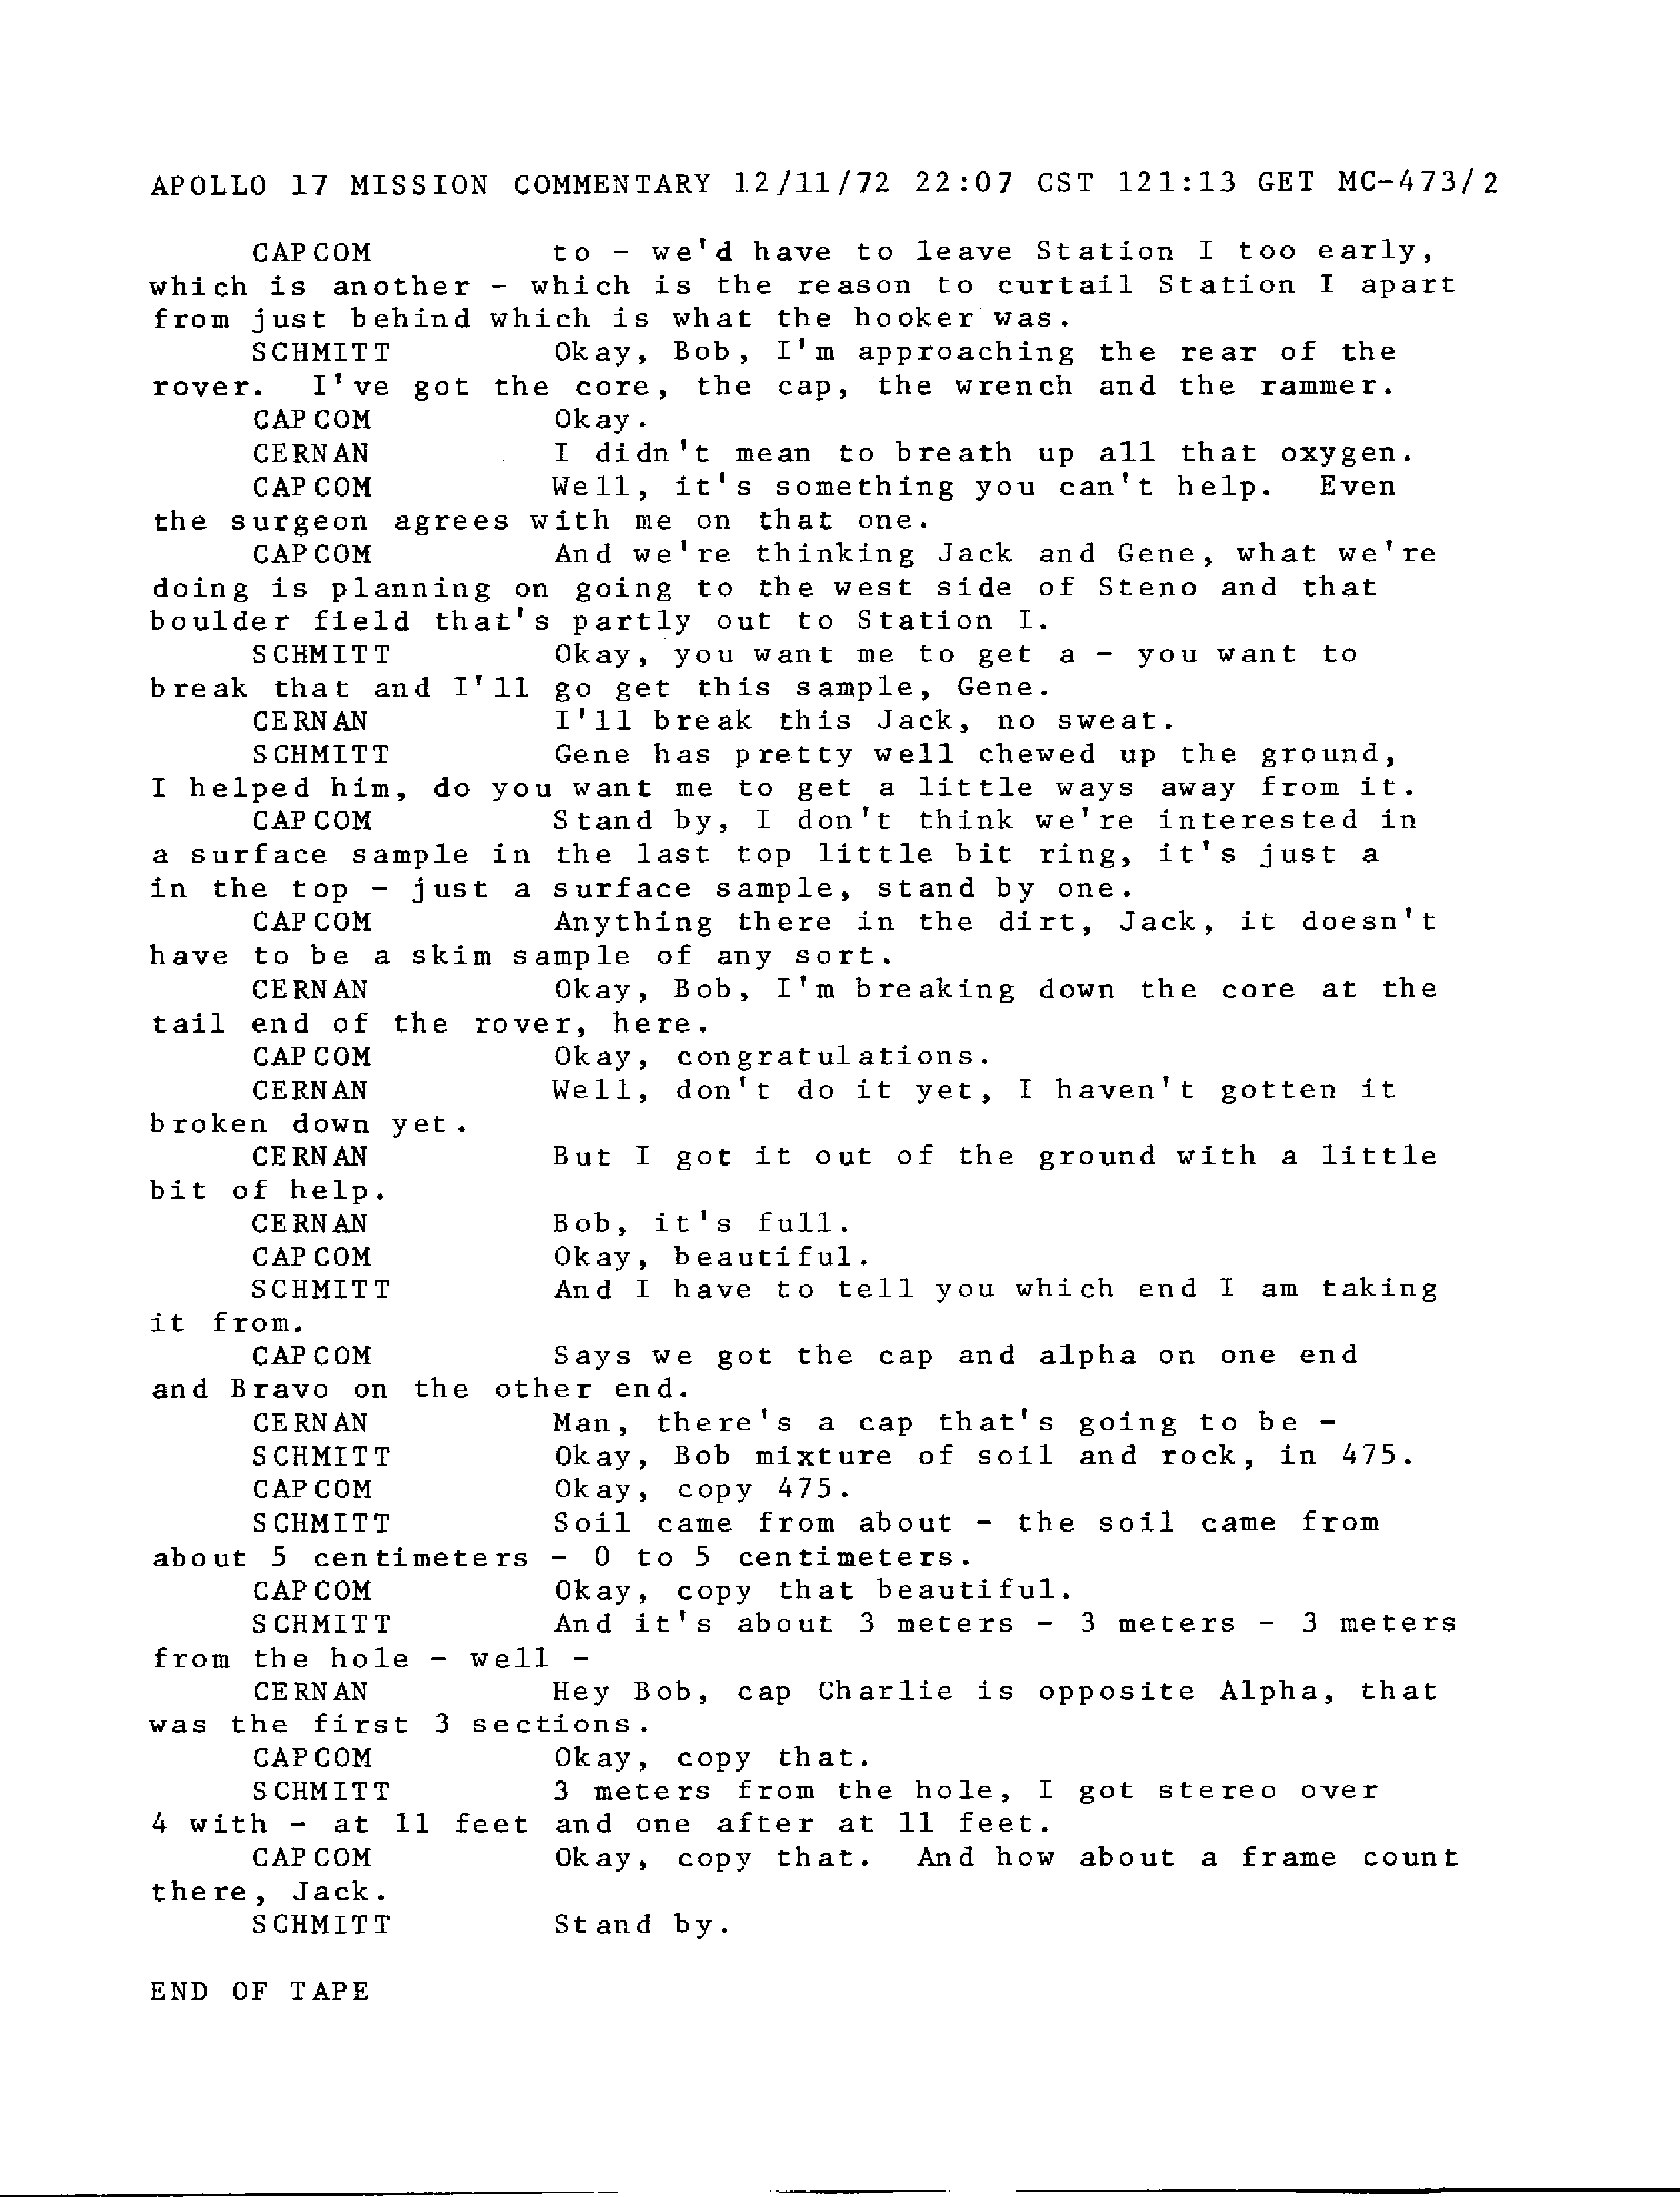 APOLLO 17 MISSION COMMENTARY 12/11/72 22:07 CST 121:13 GET MC-473/2
CAPCOM to - we'd have to leave Station I too early,
which is another - which is the reason to curtail Station I apart
from just behind which is what the hooker was.
SCHMITT Okay, Bob, I'm approaching the rear of the
rover. I've got the core, the cap, the wrench and the rammer.
CAPCOM Okay.
CERNAN I didn't mean to breath up all that oxygen.
CAPCOM Well, it's something you can't help. Even
the surgeon agrees with me on that one.
CAPCOM And we're thinking Jack and Gene, what we're
doing is planning on going to the west side of Steno and that
boulder field that's partly out to Station I.
SCHMITT Okay, you want me to get a - you want to
break that and I'll go get this sample, Gene.
CERNAN I'll break this Jack, no sweat.
SCHMITT Gene has pretty well chewed up the ground,
I helped him, do you want me to get a little ways away from it.
CAPCOM Stand by, I don't think we're interested in
a surface sample in the last top little bit ring, it's just a
in the top - just a surface sample, stand by one.
CAPCOM Anything there in the dirt, Jack, it doesn't
have to be a skim sample of any sort.
CERNAN Okay, Bob, I'm breaking down the core at the
tail end of the rover, here.
CAPCOM Okay, congratulations.
CERNAN Well, don't do it yet, I haven't gotten it
broken down yet.
CERNAN But I got it out of the ground with a little
bit of help.
CERNAN Bob, it's full.
CAPCOM Okay, beautiful.
SCHMITT And I have to tell you which end I am taking
it from.
CAPCOM Says we got the cap and alpha on one end
and Bravo on the other end.
CERNAN Man, there's a cap that's going to be -
SCHMITT Okay, Bob mixture of soil and rock, in 475.
CAPCOM Okay, copy 475.
SCHMITT Soil came from about - the soil came from
about 5 centimeters - 0 to 5 centimeters.
CAPCOM Okay, copy that beautiful.
SCHMITT And it's about 3 meters - 3 meters - 3 meters
from the hole - well -
CERNAN Hey Bob, cap Charlie is opposite Alpha, that
was the first 3 sections.
CAPCOM Okay, copy that.
SCHMITT 3 meters from the hole, I got stereo over
4 with - at 11 feet and one after at 11 feet.
CAPCOM Okay, copy that. And how about a frame count
there, Jack.
SCHMITT Stand by.
END OF TAPE